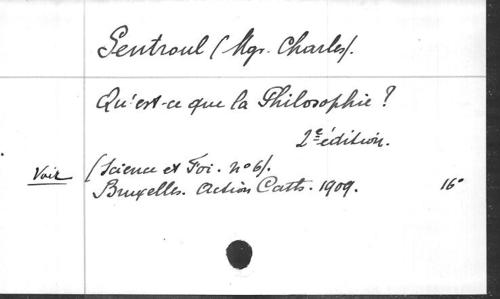 Sentroul (Mgr. Charles).
Qu'est-ce que la Philosophie ?
2e édition.
Voir (Science et Foi. n° 6).
Bruxelles. Action Cath. 1909. 16°